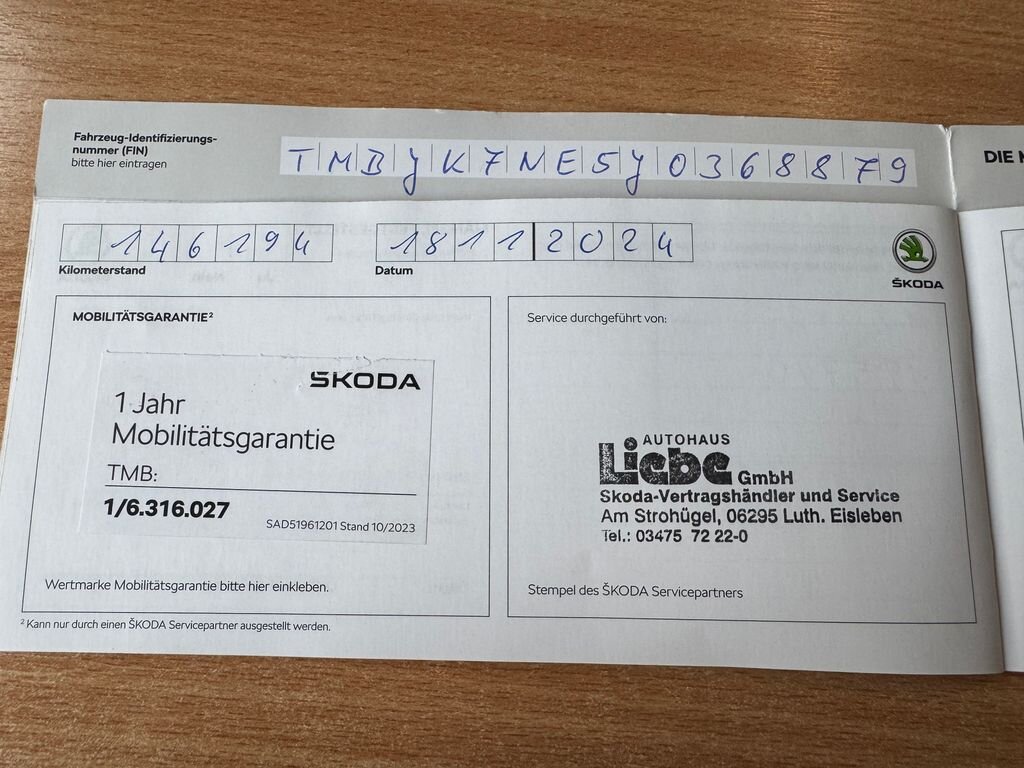 Fahrzeug-Identifizierungs-
nummer (FIN)
bitte hier eintragen
TMBJK7NE5J0368879
DIE
146194
Kilometerstand
18 11 2024
Datum
ŠKODA
MOBILITÄTSGARANTIE²
ŠKODA
1 Jahr
Mobilitätsgarantie
TMB:
1/6.316.027
SAD51961201 Stand 10/2023
Wertmarke Mobilitätsgarantie bitte hier einkleben.
Service durchgeführt von:
AUTOHAUS
Liebe GmbH
Skoda-Vertragshändler und Service
Am Strohügel, 06295 Luth. Eisleben
Tel.: 03475 72 22-0
Stempel des ŠKODA Servicepartners
² Kann nur durch einen ŠKODA Servicepartner ausgestellt werden.